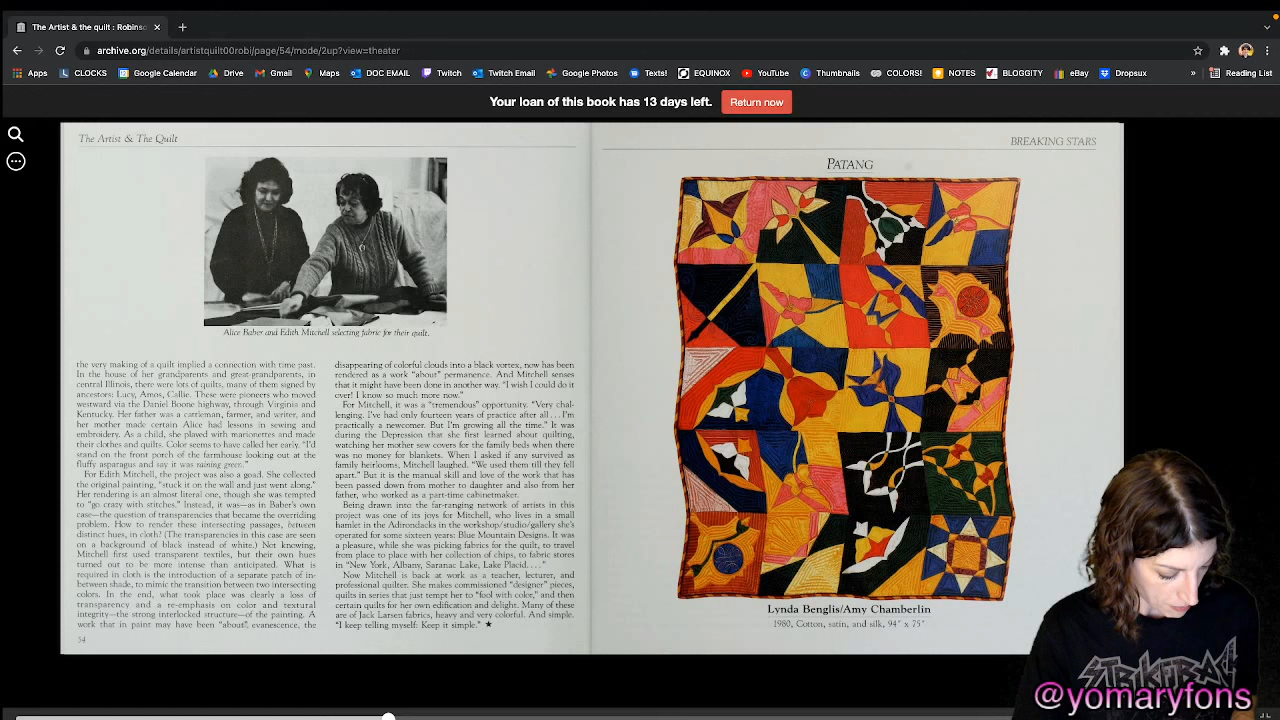 The Artist & the quilt : Robinso
archive.org/details/artistquilt00robi/page/54/mode/2up?view=theater
Apps CLOCKS Google Calendar Drive Gmail Maps DOC EMAIL Twitch Twitch Email Google Photos Texts! EQUINOX YouTube Thumbnails COLORS! NOTES BLOGGITY eBay Dropsux » Reading List
Your loan of this book has 13 days left. Return now
The Artist & The Quilt
Alice Baber and Edith Mitchell selecting fabric for their quilt.
the very making of a quilt implied a connection with time past.
In the house of her grandparents and great-grandparents, in
central Illinois, there were lots of quilts, many of them signed by
ancestors: Lucy, Amos, Callie. These were pioneers who moved
westward via the Daniel Boone highway, through Virginia and
Kentucky. Her father was a cattleman, farmer, and writer, and
her mother made certain Alice had lessons in sewing and
embroidery. As a child, she played with marionettes and made
their clothes and quilts. Color seems to have called her early. "I'd
stand on the front porch of the farmhouse looking out at the
fluffy asparagus and say it was raining green."
For Edith Mitchell, the project was also a goad. She collected
the original painting, "stuck it on the wall and just went along."
Her rendering is an almost literal one, though she was tempted
to "go crazy with stitches." Instead, it was—as in Baber's own
case—the question of transparencies that became the overriding
problem. How to render these intersecting passages, between
distinct hues, in cloth? (The transparencies in this case are seen
on a background of black instead of white.) Not knowing,
Mitchell first used transparent textiles, but their own hues
turned out to be more intense than anticipated. What is
required in cloth is the introduction of a separate patch of in-
between shade, to mimic the transition between two intersecting
colors. In the end, what took place was clearly a loss of
transparency and a re-emphasis on color and textural
integrity—the strong interlocked structure—of the painting. A
work that in paint may have been "about", evanescence, the
54
disappearing of colorful clouds into a black vortex, now has been
rendered as a work "about" permanence. And Mitchell senses
that it might have been done in another way. "I wish I could do it
over! I know so much more now."
For Mitchell, it was a "tremendous" opportunity. "Very chal-
lenging. I've had only fourteen years of practice after all . . . I'm
practically a newcomer. But I'm growing all the time." It was
during the Depression that she first learned about quilting,
watching her mother sew covers for the family beds when there
was no money for blankets. When I asked if any survived as
family heirlooms, Mitchell laughed. "We used them till they fell
apart." But it is the manual skill and love of the work that has
been passed down from mother to daughter and also from her
father, who worked as a part-time cabinetmaker.
Being drawn into the far-ranging network of artists in this
project was one of its joys for Mitchell, who lives in a small
hamlet in the Adirondacks in the workshop/studio/gallery she's
operated for some sixteen years: Blue Mountain Designs. It was
a pleasure, while she was picking fabrics for the quilt, to travel
from place to place with her collection of chips, to fabric stores
in "New York, Albany, Saranac Lake, Lake Placid. . . ."
Now Mitchell is back at work as a teacher, lecturer, and
professional quilter. She makes commissioned "designer" pieces,
quilts in series that just tempt her to "fool with color," and then
certain quilts for her own edification and delight. Many of these
are of Jack Larsen fabrics, heavy and very colorful. And simple.
"I keep telling myself: Keep it simple." ★
BREAKING STARS
PATANG
Lynda Benglis/Amy Chamberlin
1980, Cotton, satin, and silk, 94" x 75"
@yomaryfons